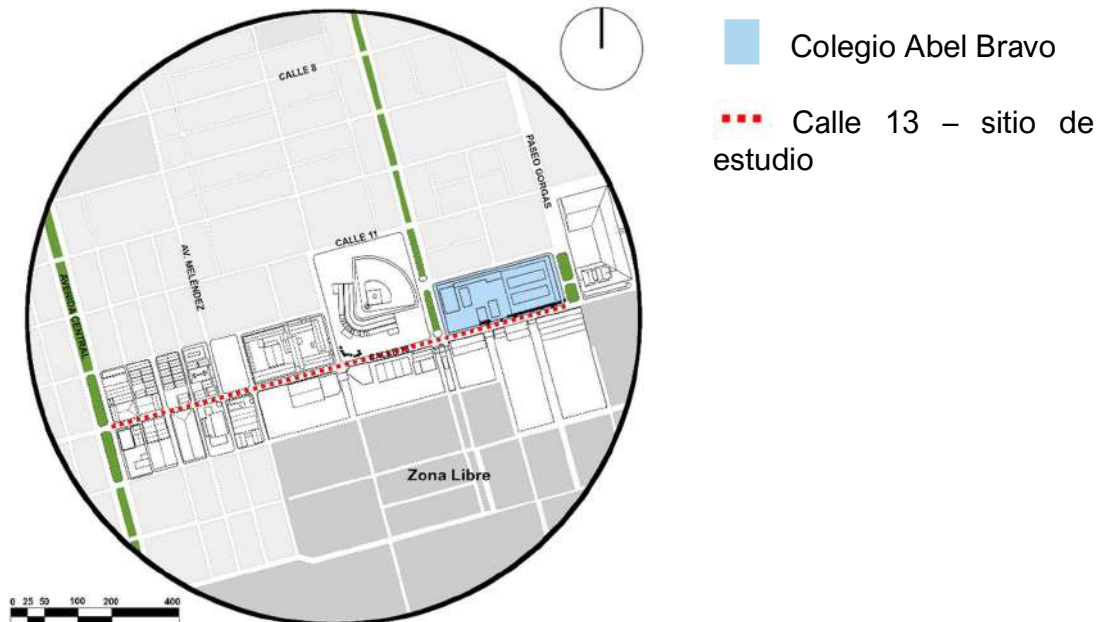 CALLE 8
PASEO GORGAS
CALLE 11
AV. MELÉNDEZ
AVENIDA CENTRAL
Zona Libre
0 25 50 100 200 400
Colegio Abel Bravo
Calle 13 – sitio de
estudio